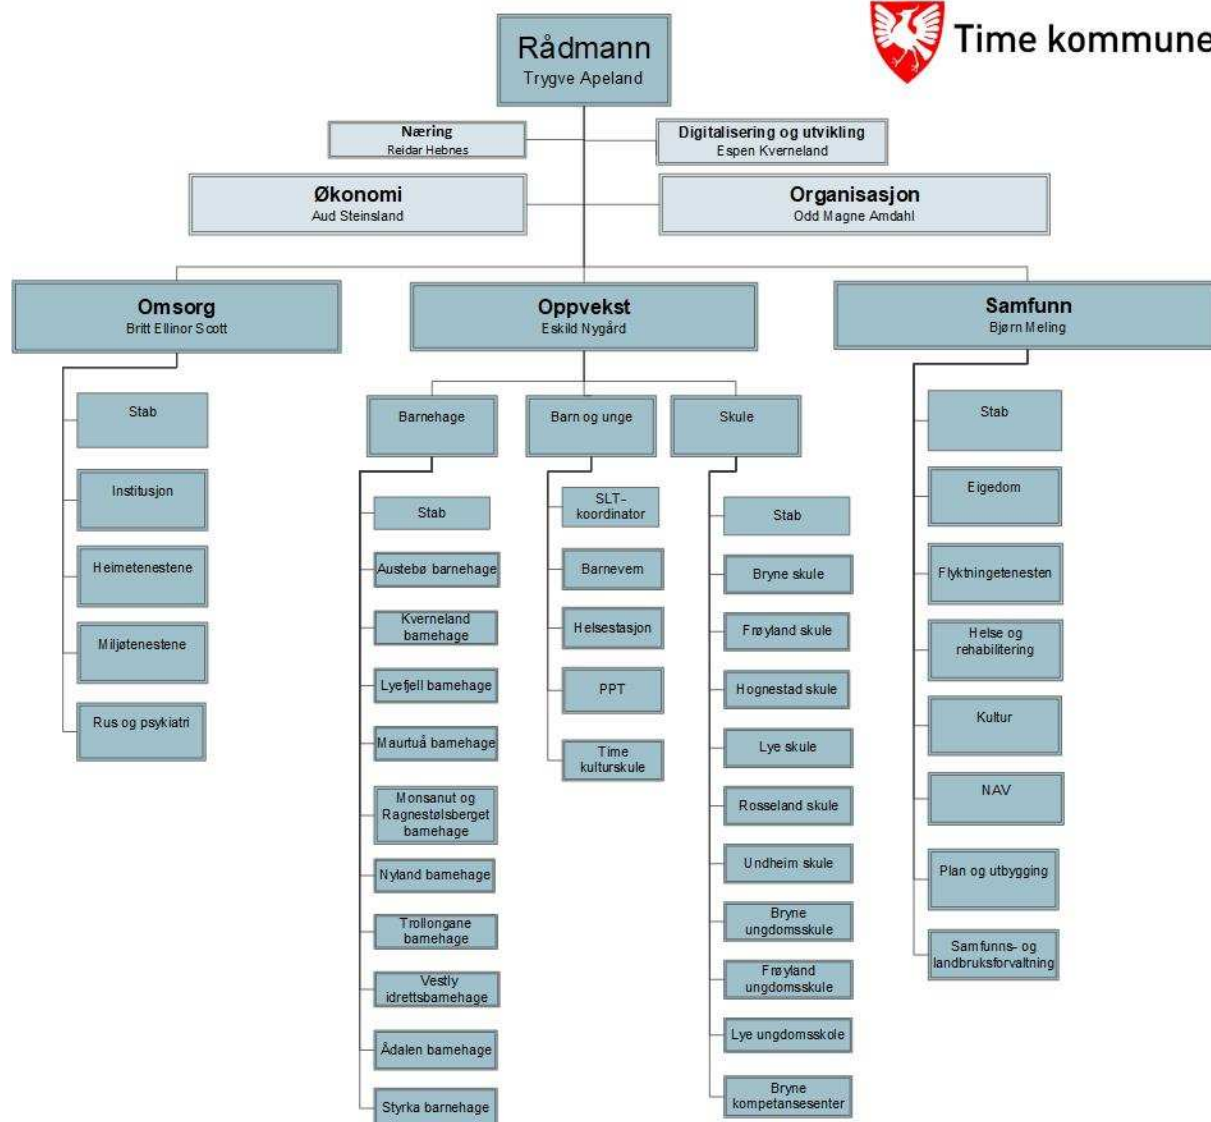 Time kommune
Rådmann
Trygve Apeland
Næring
Reidar Hebnes
Digitalisering og utvikling
Espen Kverneland
Økonomi
Aud Steinsland
Organisasjon
Odd Magne Amdahl
Omsorg
Britt Ellinor Scott
Oppvekst
Eskild Nygård
Samfunn
Bjørn Meling
Stab
Institusjon
Heimetenestene
Miljøtenestene
Rus og psykiatri
Barnehage
Stab
Austebø barnehage
Kverneland
barnehage
Lyefjell barnehage
Maurtuå barnehage
Monsanut og
Ragnestølsberget
barnehage
Nyland barnehage
Trollongane
barnehage
Vestly
idrettsbarnehage
Ådalen barnehage
Styrka barnehage
Barn og unge
SLT-
koordinator
Barnevern
Helsestasjon
PPT
Time
kulturskule
Skule
Stab
Bryne skule
Frøyland skule
Hognestad skule
Lye skule
Rosseland skule
Undheim skule
Bryne
ungdomsskule
Frøyland
ungdomsskule
Lye ungdomsskole
Bryne
kompetansesenter
Stab
Eigedom
Flyktningetenesten
Helse og
rehabilitering
Kultur
NAV
Plan og utbygging
Samfunns- og
landbruksforvaltning